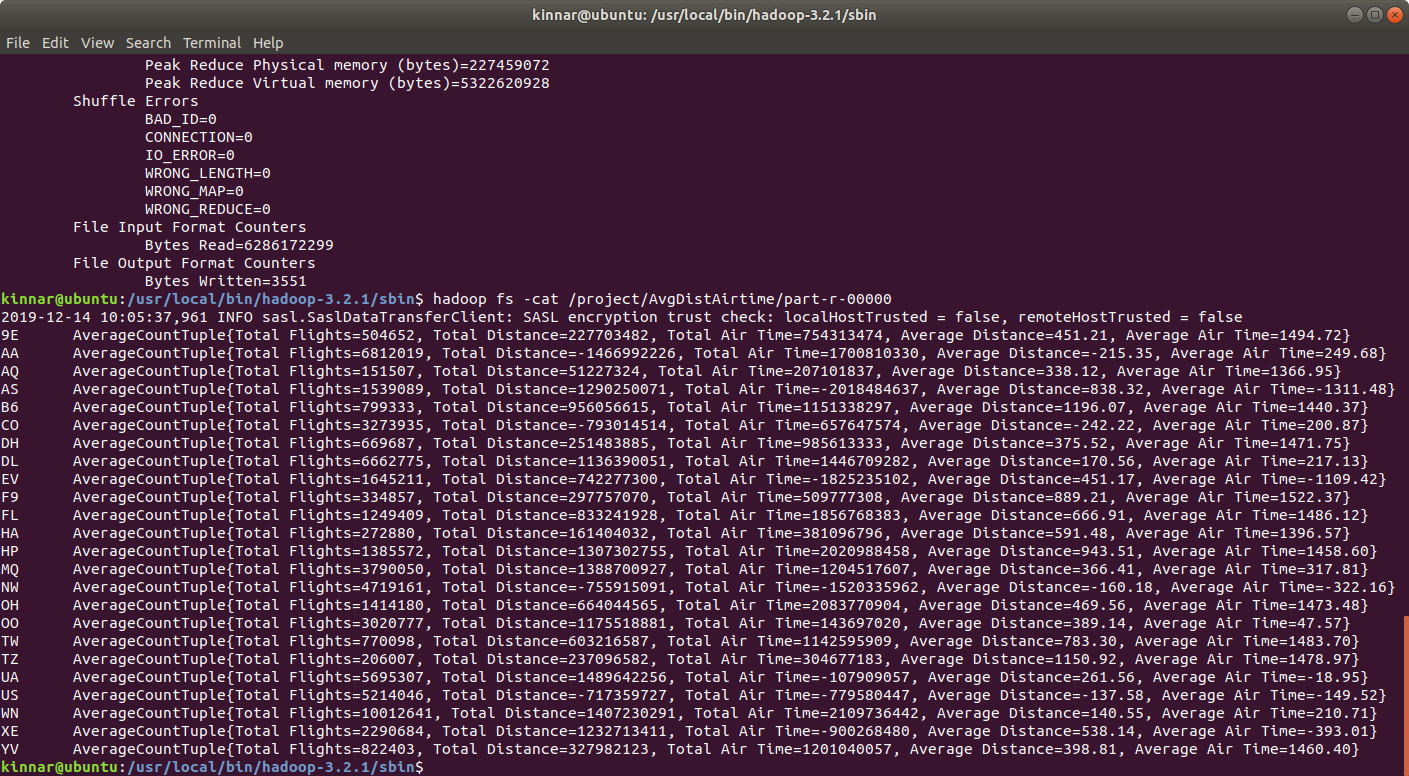 kinnar@ubuntu: /usr/local/bin/hadoop-3.2.1/sbin
File Edit View Search Terminal Help
Peak Reduce Physical memory (bytes)=227459072
Peak Reduce Virtual memory (bytes)=5322620928
Shuffle Errors
BAD_ID=0
CONNECTION=0
IO_ERROR=0
WRONG_LENGTH=0
WRONG_MAP=0
WRONG_REDUCE=0
File Input Format Counters
Bytes Read=6286172299
File Output Format Counters
Bytes Written=3551
kinnar@ubuntu:/usr/local/bin/hadoop-3.2.1/sbin$ hadoop fs -cat /project/AvgDistAirtime/part-r-00000
2019-12-14 10:05:37,961 INFO sasl.SaslDataTransferClient: SASL encryption trust check: localHostTrusted = false, remoteHostTrusted = false
9E AverageCountTuple{Total Flights=504652, Total Distance=227703482, Total Air Time=754313474, Average Distance=451.21, Average Air Time=1494.72}
AA AverageCountTuple{Total Flights=6812019, Total Distance=-1466992226, Total Air Time=1700810330, Average Distance=-215.35, Average Air Time=249.68}
AQ AverageCountTuple{Total Flights=151507, Total Distance=51227324, Total Air Time=207101837, Average Distance=338.12, Average Air Time=1366.95}
AS AverageCountTuple{Total Flights=1539089, Total Distance=1290250071, Total Air Time=-2018484637, Average Distance=838.32, Average Air Time=-1311.48}
B6 AverageCountTuple{Total Flights=799333, Total Distance=956056615, Total Air Time=1151338297, Average Distance=1196.07, Average Air Time=1440.37}
CO AverageCountTuple{Total Flights=3273935, Total Distance=-793014514, Total Air Time=657647574, Average Distance=-242.22, Average Air Time=200.87}
DH AverageCountTuple{Total Flights=669687, Total Distance=251483885, Total Air Time=985613333, Average Distance=375.52, Average Air Time=1471.75}
DL AverageCountTuple{Total Flights=6662775, Total Distance=1136390051, Total Air Time=1446709282, Average Distance=170.56, Average Air Time=217.13}
EV AverageCountTuple{Total Flights=1645211, Total Distance=742277300, Total Air Time=-1825235102, Average Distance=451.17, Average Air Time=-1109.42}
F9 AverageCountTuple{Total Flights=334857, Total Distance=297757070, Total Air Time=509777308, Average Distance=889.21, Average Air Time=1522.37}
FL AverageCountTuple{Total Flights=1249409, Total Distance=833241928, Total Air Time=1856768383, Average Distance=666.91, Average Air Time=1486.12}
HA AverageCountTuple{Total Flights=272880, Total Distance=161404032, Total Air Time=381096796, Average Distance=591.48, Average Air Time=1396.57}
HP AverageCountTuple{Total Flights=1385572, Total Distance=1307302755, Total Air Time=2020988458, Average Distance=943.51, Average Air Time=1458.60}
MQ AverageCountTuple{Total Flights=3790050, Total Distance=1388700927, Total Air Time=1204517607, Average Distance=366.41, Average Air Time=317.81}
NW AverageCountTuple{Total Flights=4719161, Total Distance=-755915091, Total Air Time=-1520335962, Average Distance=-160.18, Average Air Time=-322.16}
OH AverageCountTuple{Total Flights=1414180, Total Distance=664044565, Total Air Time=2083770904, Average Distance=469.56, Average Air Time=1473.48}
OO AverageCountTuple{Total Flights=3020777, Total Distance=1175518881, Total Air Time=143697020, Average Distance=389.14, Average Air Time=47.57}
TW AverageCountTuple{Total Flights=770098, Total Distance=603216587, Total Air Time=1142595909, Average Distance=783.30, Average Air Time=1483.70}
TZ AverageCountTuple{Total Flights=206007, Total Distance=237096582, Total Air Time=304677183, Average Distance=1150.92, Average Air Time=1478.97}
UA AverageCountTuple{Total Flights=5695307, Total Distance=1489642256, Total Air Time=-107909057, Average Distance=261.56, Average Air Time=-18.95}
US AverageCountTuple{Total Flights=5214046, Total Distance=-717359727, Total Air Time=-779580447, Average Distance=-137.58, Average Air Time=-149.52}
WN AverageCountTuple{Total Flights=10012641, Total Distance=1407230291, Total Air Time=2109736442, Average Distance=140.55, Average Air Time=210.71}
XE AverageCountTuple{Total Flights=2290684, Total Distance=1232713411, Total Air Time=-900268480, Average Distance=538.14, Average Air Time=-393.01}
YV AverageCountTuple{Total Flights=822403, Total Distance=327982123, Total Air Time=1201040057, Average Distance=398.81, Average Air Time=1460.40}
kinnar@ubuntu:/usr/local/bin/hadoop-3.2.1/sbin$